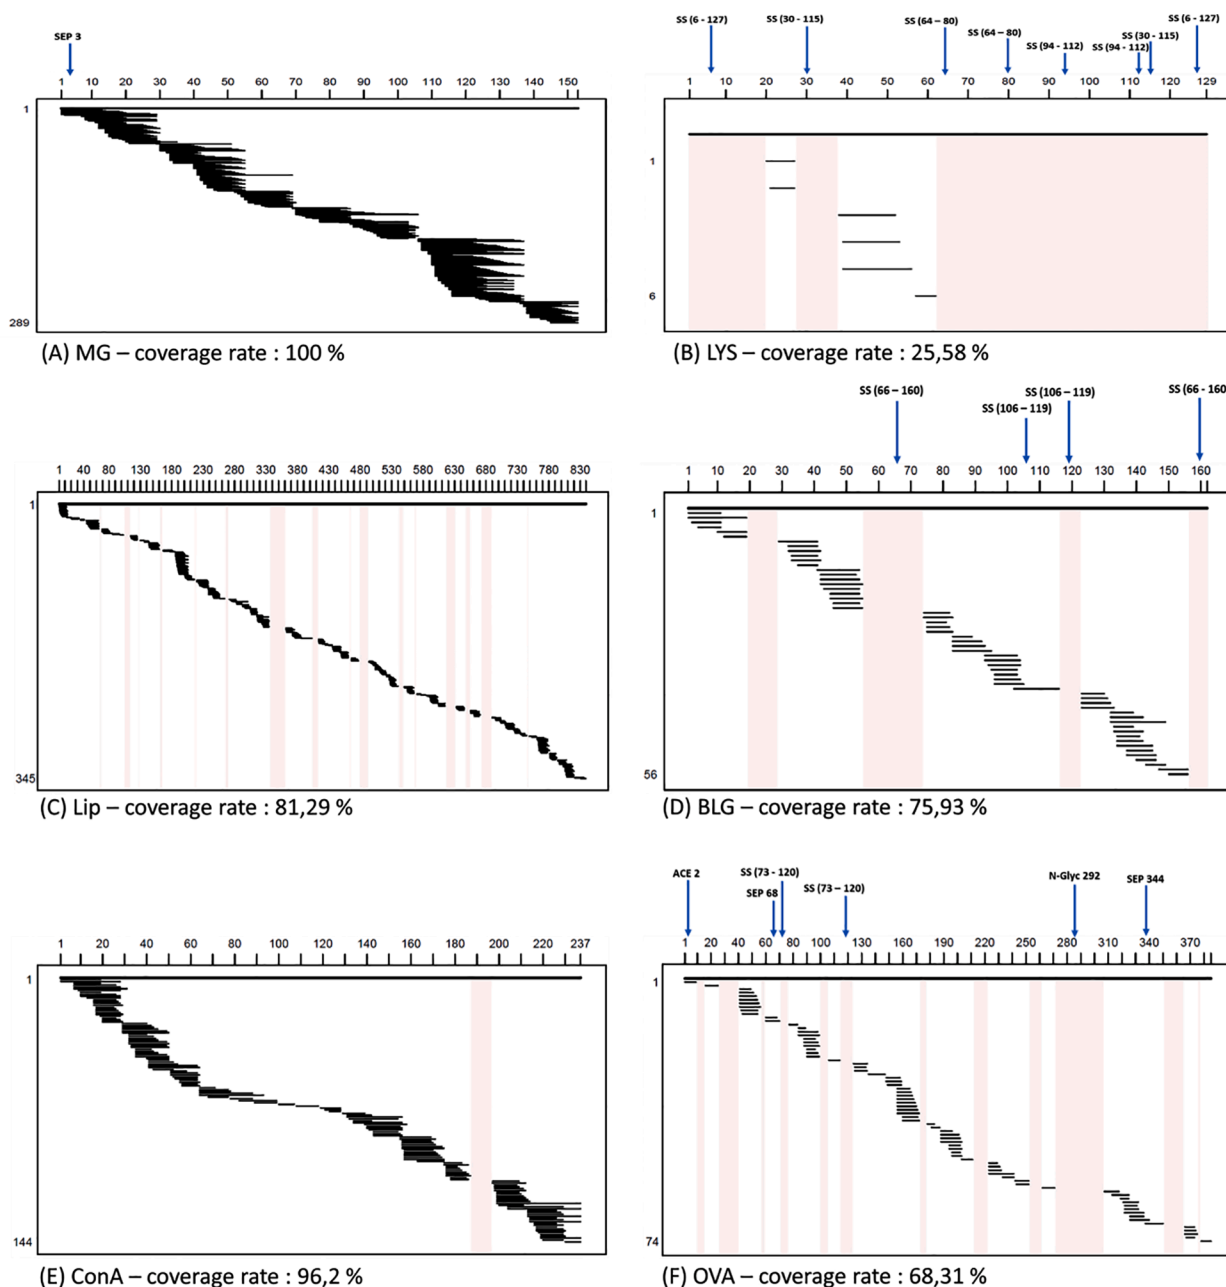 SEP 3
1 10 20 30 40 50 60 70 80 90 100 110 120 130 140 150
1
289
(A) MG – coverage rate : 100 %
SS (6 - 127)
SS (30 - 115)
SS (64 – 80)
SS (64 – 80)
SS (94 - 112)
SS (94 - 112)
SS (30 - 115)
SS (6 - 127)
1 10 20 30 40 50 60 70 80 90 100 110 120 129
1
6
(B) LYS – coverage rate : 25,58 %
1 40 80 130 180 230 280 330 380 430 480 530 580 630 680 730 780 830
1
345
(C) Lip – coverage rate : 81,29 %
SS (66 – 160)
SS (106 – 119)
SS (106 – 119)
SS (66 - 160
1 10 20 30 40 50 60 70 80 90 100 110 120 130 140 150 160
1
56
(D) BLG – coverage rate : 75,93 %
1 20 40 60 80 100 120 140 160 180 200 220 237
1
144
(E) ConA – coverage rate : 96,2 %
ACE 2
SEP 68
SS (73 - 120)
SS (73 – 120)
N-Glyc 292
SEP 344
1 20 40 60 80 100 130 160 190 220 250 280 310 340 370
1
74
(F) OVA – coverage rate : 68,31 %